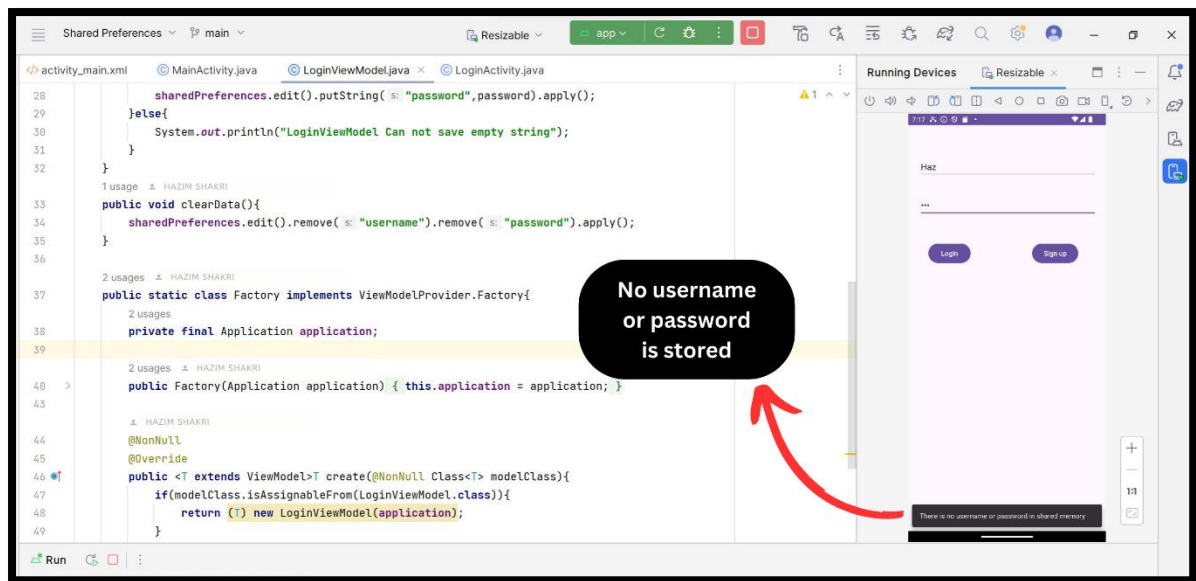 Shared Preferences main Resizable app
activity_main.xml MainActivity.java LoginViewModel.java LoginActivity.java Running Devices Resizable
28 sharedPreferences.edit().putString( s: "password",password).apply(); 1
29 }else{
30 System.out.println("LoginViewModel Can not save empty string");
31 }
32 }
1 usage HAZIM SHAKRI
33 public void clearData(){
34 sharedPreferences.edit().remove( s: "username").remove( s: "password").apply();
35 }
36
2 usages HAZIM SHAKRI
37 public static class Factory implements ViewModelProvider.Factory{
2 usages
38 private final Application application;
39
2 usages HAZIM SHAKRI
40 public Factory(Application application) { this.application = application; }
43
HAZIM SHAKRI
44 @NonNull
45 @Override
46 public <T extends ViewModel>T create(@NonNull Class<T> modelClass){
47 if(modelClass.isAssignableFrom(LoginViewModel.class)){
48 return (T) new LoginViewModel(application);
49 }
Run
No username
or password
is stored
7:17
Haz
•••
Login Sign up
There is no username or password in shared memory
1:1